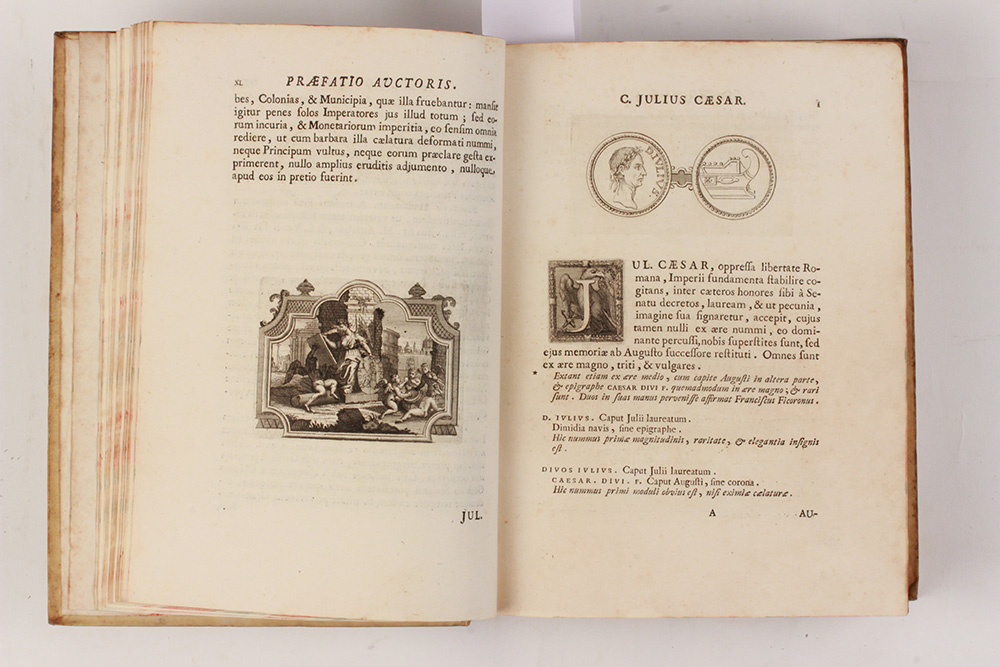 XL PRÆFATIO AVCTORIS.
bes, Colonias, & Municipia, quæ illa fruebantur: mansit
igitur penes solos Imperatores jus illud totum; sed eo-
rum incuria, & Monetariorum imperitia, eo sensim omnia
rediere, ut cum barbara illa cælatura deformati nummi,
neque Principum vultus, neque eorum præclare gesta ex-
primerent, nullo amplius eruditis adjumento, nulloque
apud eos in pretio fuerint.
JUL.
C. JULIUS CÆSAR. 1
DIVLIVS.
JUL. CÆSAR, oppressa libertate Ro-
mana, Imperii fundamenta stabilire co-
gitans, inter cæteros honores sibi à Se-
natu decretos, lauream, & ut pecunia,
imagine sua signaretur, accepit, cujus
tamen nulli ex ære nummi, eo domi-
nante percussi, nobis superstites sunt, sed
ejus memoriæ ab Augusto successore restituti. Omnes sunt
ex ære magno, triti, & vulgares.
* Extant etiam ex ære medio, cum capite Augusti in altera parte,
& epigraphe CAESAR DIVI F. quemadmodum in ære magno; & rari
sunt. Duos in suas manus pervenisse affirmat Franciscus Ficoronus.
D. IVLIVS. Caput Julii laureatum.
Dimidia navis, sine epigraphe.
Hic nummus primæ magnitudinis, raritate, & elegantia insignis
est.
DIVOS IVLIVS. Caput Julii laureatum.
CAESAR. DIVI. F. Caput Augusti, sine corona.
Hic nummus primi moduli obvius est, nisi eximiæ cælaturæ.
A AU-